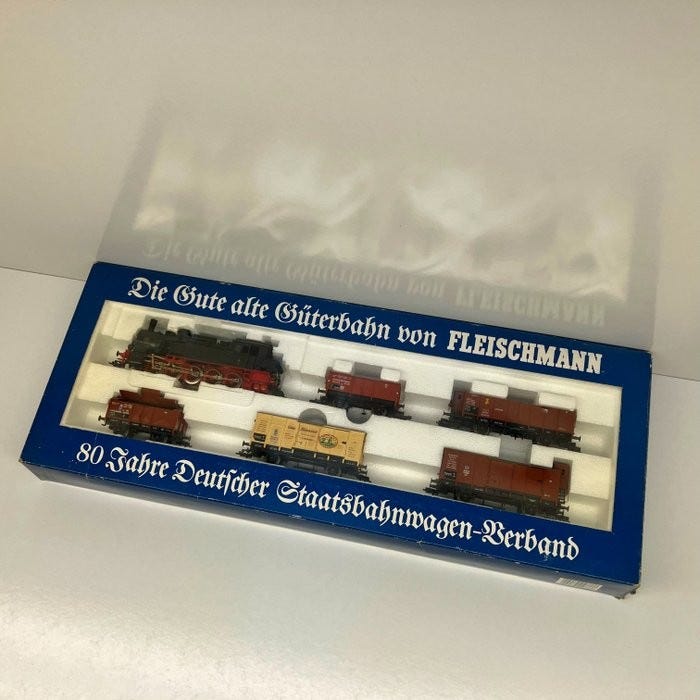 Die Gute alte Güterbahn von FLEISCHMANN
80 Jahre Deutscher Staatsbahnwagen-Verband